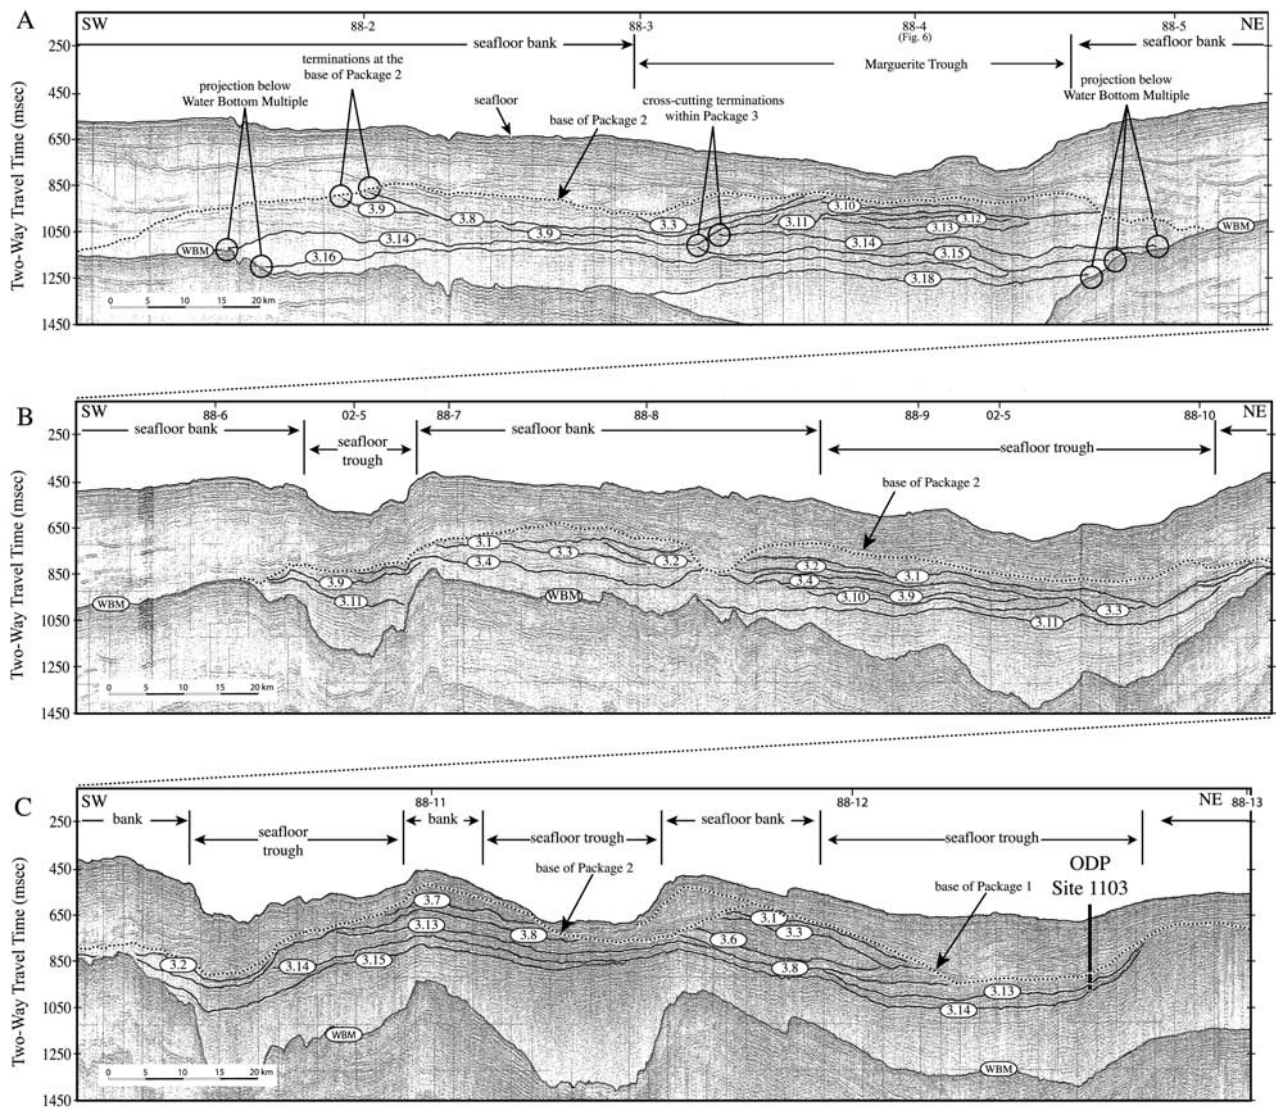 A
SW
88-2
88-3
88-4
(Fig. 6)
88-5
NE
seafloor bank
Marguerite Trough
seafloor bank
terminations at the
base of Package 2
projection below
Water Bottom Multiple
seafloor
base of Package 2
cross-cutting terminations
within Package 3
projection below
Water Bottom Multiple
Two-Way Travel Time (msec)
250
450
650
850
1050
1250
1450
3.9
3.8
3.9
3.3
3.11
3.10
3.12
3.13
3.14
3.14
3.15
3.16
3.18
WBM
WBM
0 5 10 15 20 km
B
SW
88-6
02-5
88-7
88-8
88-9
02-5
88-10
NE
seafloor bank
seafloor
trough
seafloor bank
seafloor trough
base of Package 2
Two-Way Travel Time (msec)
250
450
650
850
1050
1250
1450
3.1
3.3
3.2
3.4
3.9
3.11
3.2
3.1
3.4
3.10
3.9
3.3
3.11
WBM
WBM
0 5 10 15 20 km
C
SW
88-11
88-12
NE
88-13
bank
seafloor
trough
bank
seafloor trough
seafloor bank
seafloor trough
base of Package 2
base of Package 1
ODP
Site 1103
Two-Way Travel Time (msec)
250
450
650
850
1050
1250
1450
3.7
3.13
3.8
3.2
3.14
3.15
3.1
3.3
3.6
3.8
3.13
3.14
WBM
WBM
0 5 10 15 20 km